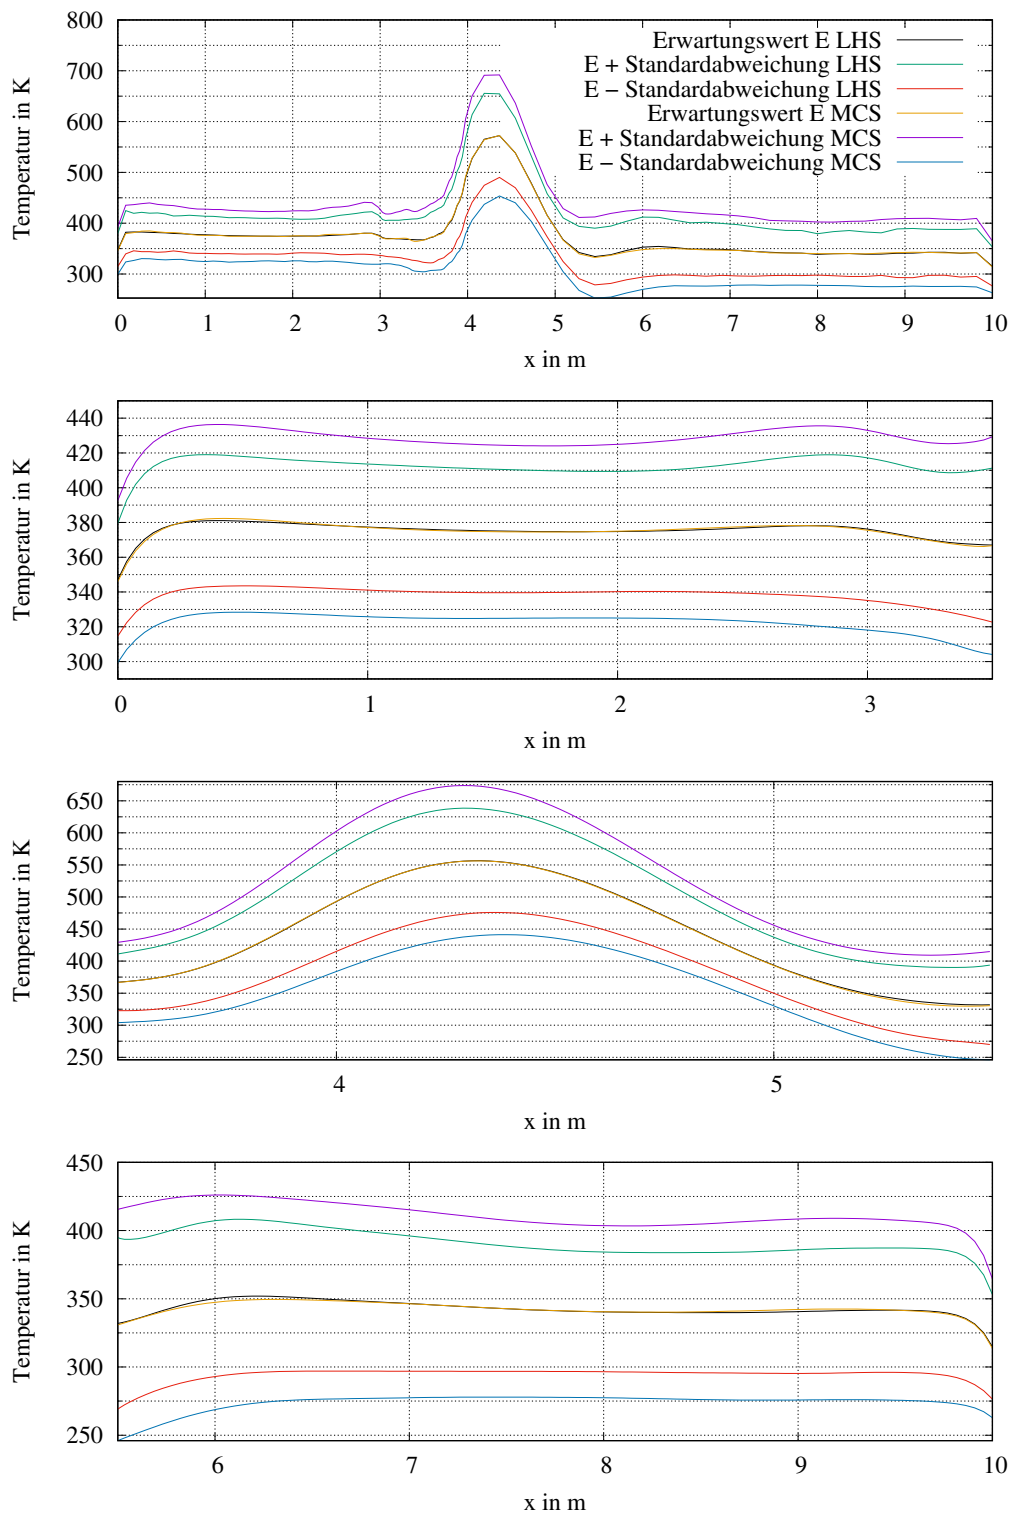 800
700
600
500
400
300
Temperatur in K
Erwartungswert E LHS
E + Standardabweichung LHS
E − Standardabweichung LHS
Erwartungswert E MCS
E + Standardabweichung MCS
E − Standardabweichung MCS
0 1 2 3 4 5 6 7 8 9 10
x in m
440
420
400
380
360
340
320
300
Temperatur in K
0 1 2 3
x in m
650
600
550
500
450
400
350
300
250
Temperatur in K
4 5
x in m
450
400
350
300
250
Temperatur in K
6 7 8 9 10
x in m